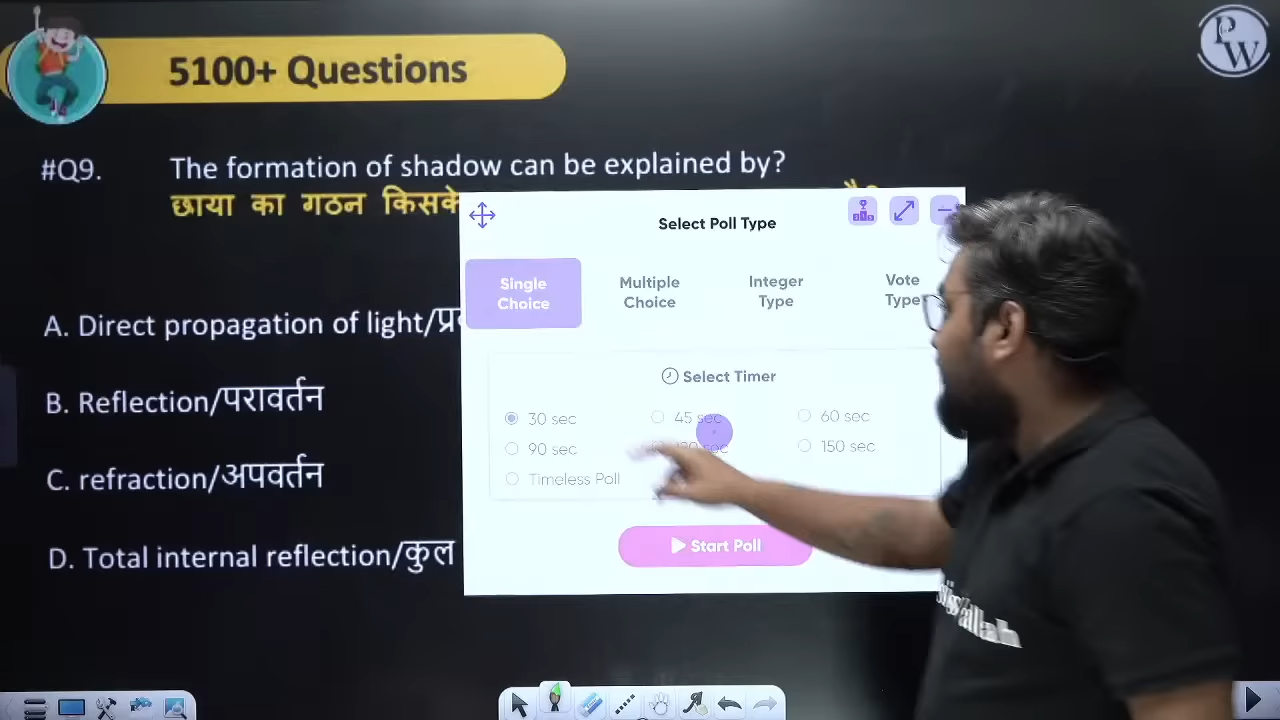 PW
5100+ Questions
#Q9. The formation of shadow can be explained by?
छाया का गठन किसके
Select Poll Type
Single Choice
Multiple Choice
Integer Type
Vote Type
A. Direct propagation of light/
Select Timer
30 sec
45 sec
60 sec
B. Reflection/परावर्तन
90 sec
150 sec
Timeless Poll
C. refraction/अपवर्तन
Start Poll
D. Total internal reflection/कुल